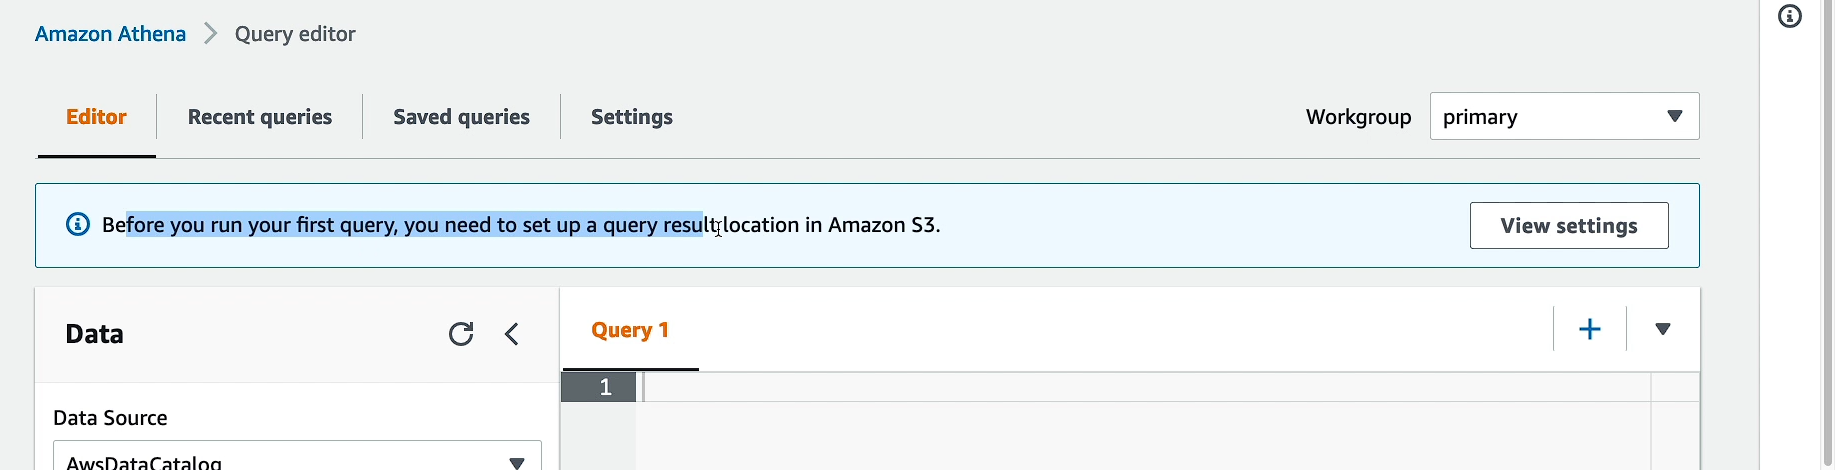 Amazon Athena > Query editor
Editor Recent queries Saved queries Settings Workgroup primary
Before you run your first query, you need to set up a query result location in Amazon S3. View settings
Data Query 1
1
Data Source
AwsDataCatalog